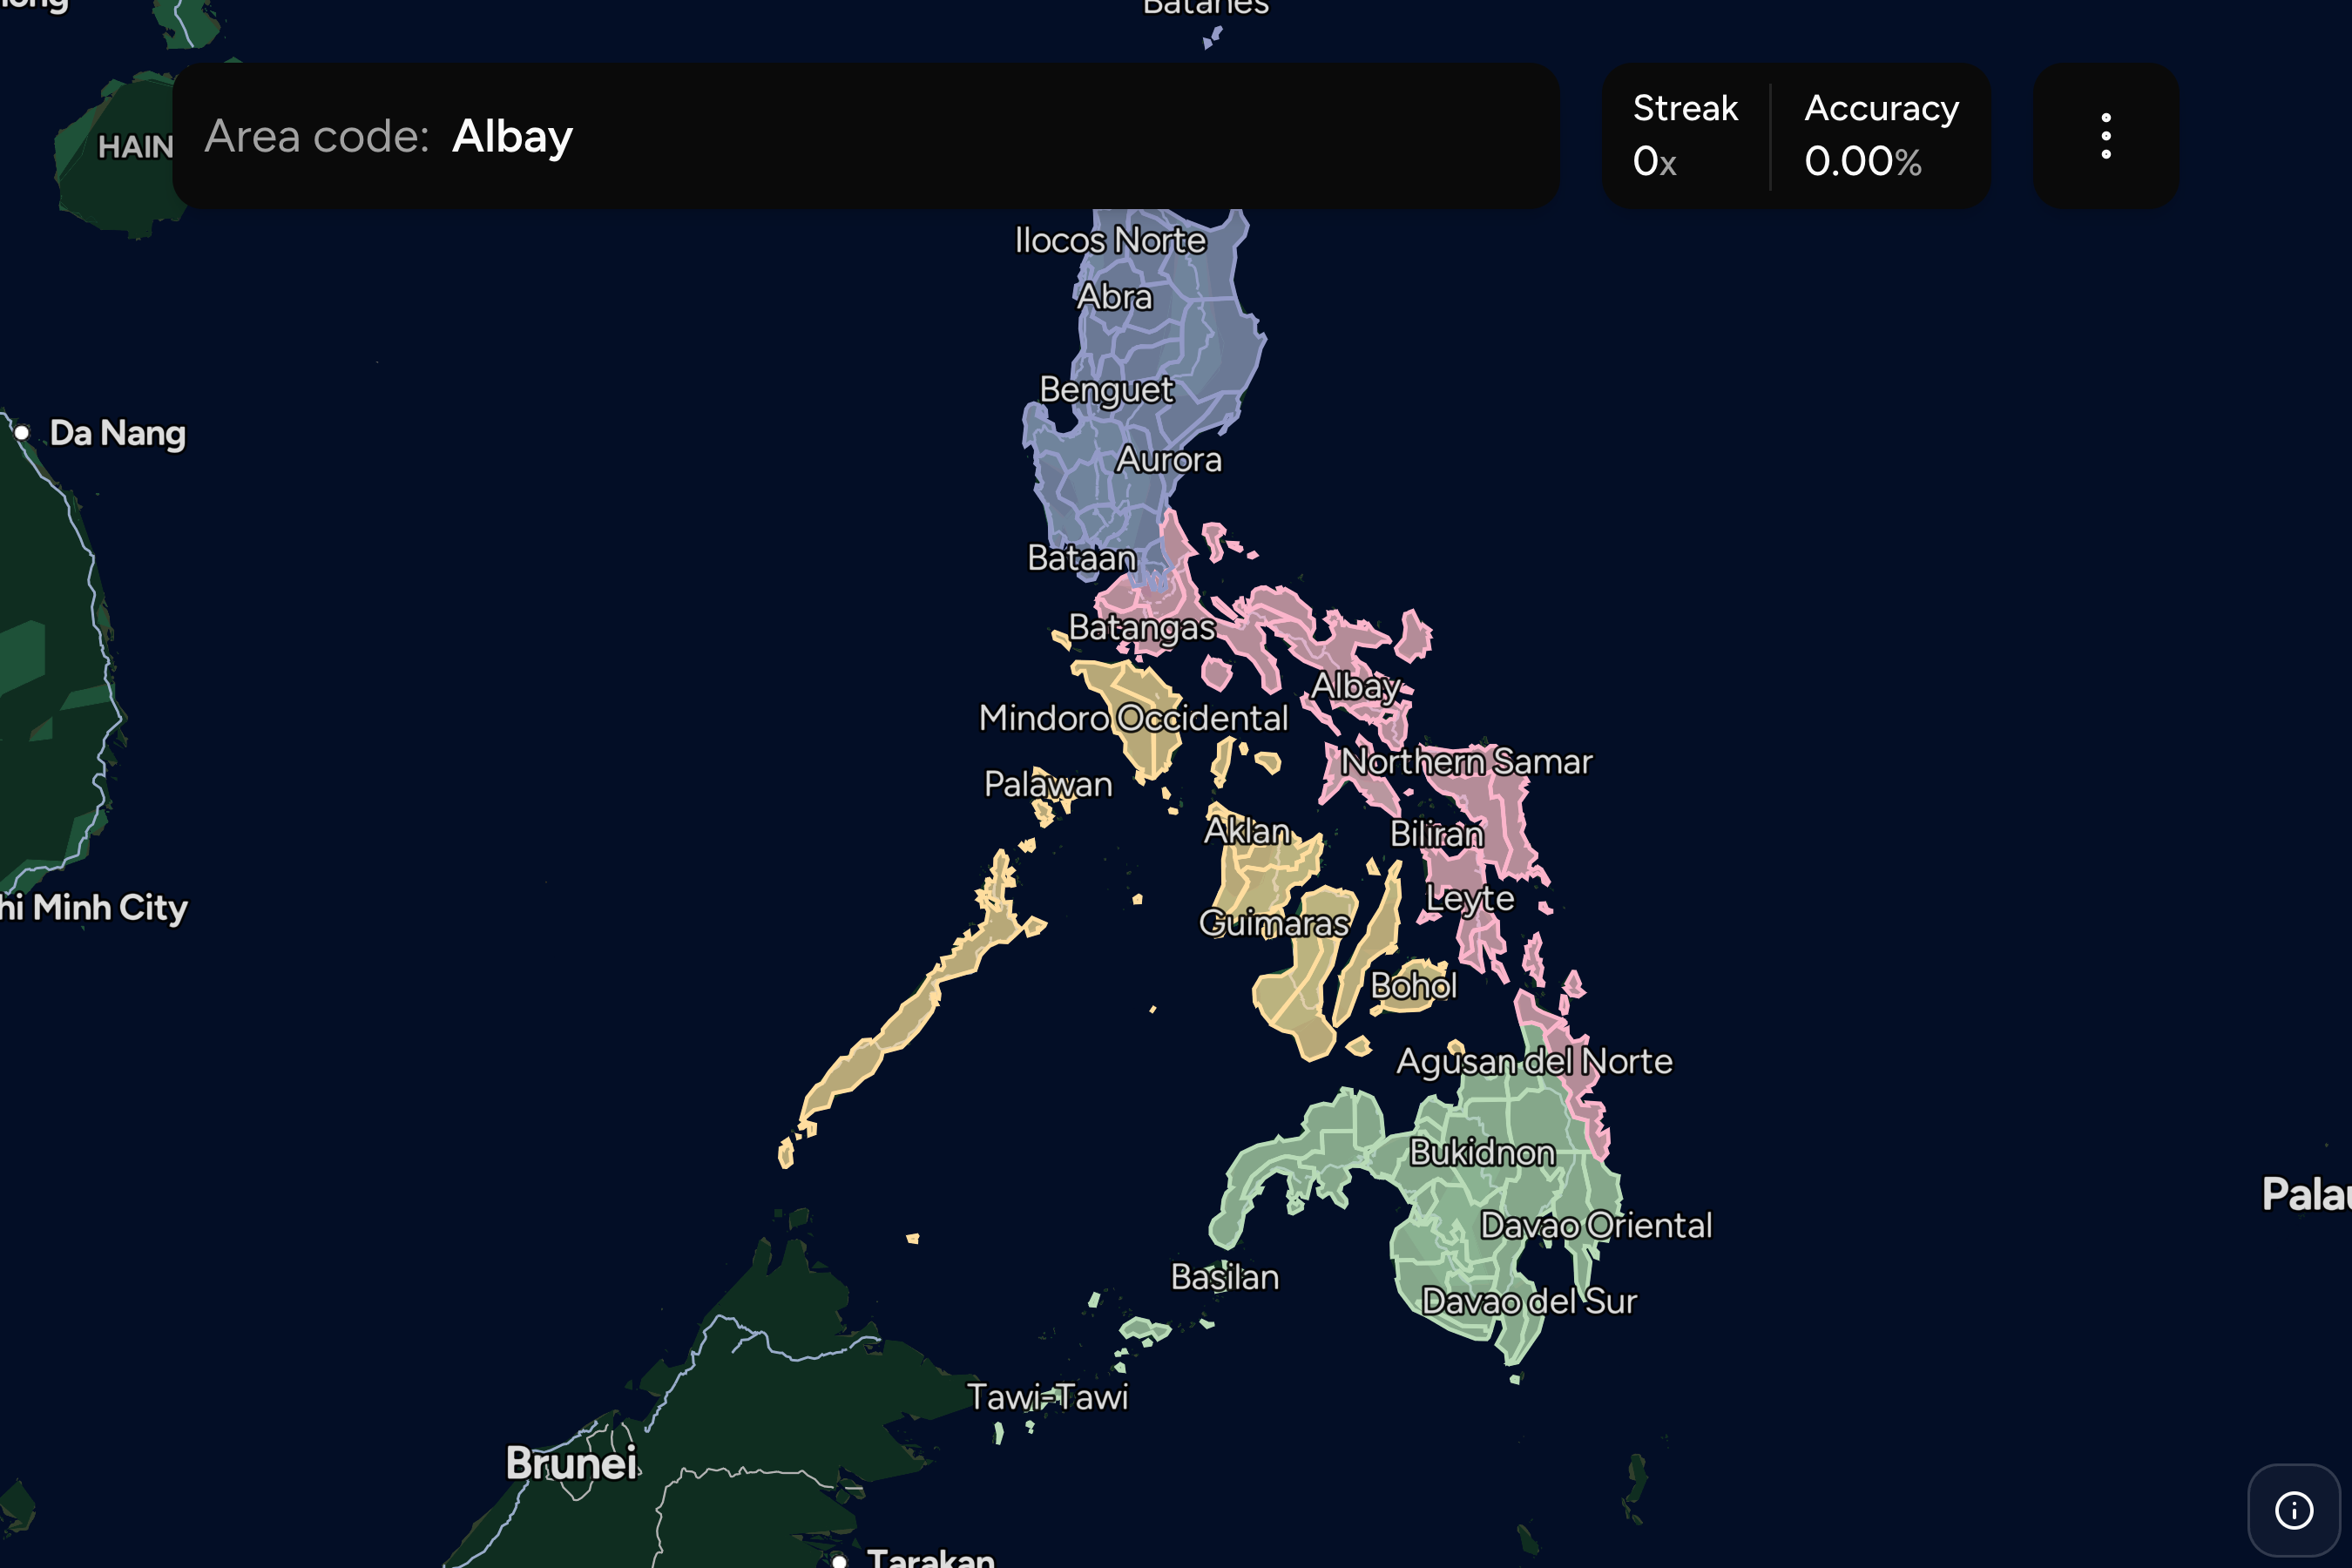 Batanes
HAIN
Area code: Albay
Streak
0x
Accuracy
0.00%
Ilocos Norte
Abra
Benguet
Da Nang
Aurora
Bataan
Batangas
Albay
Mindoro Occidental
Northern Samar
Palawan
Aklan
Biliran
Leyte
hi Minh City
Guimaras
Bohol
Agusan del Norte
Bukidnon
Palau
Davao Oriental
Basilan
Davao del Sur
Tawi-Tawi
Brunei
Tarakan